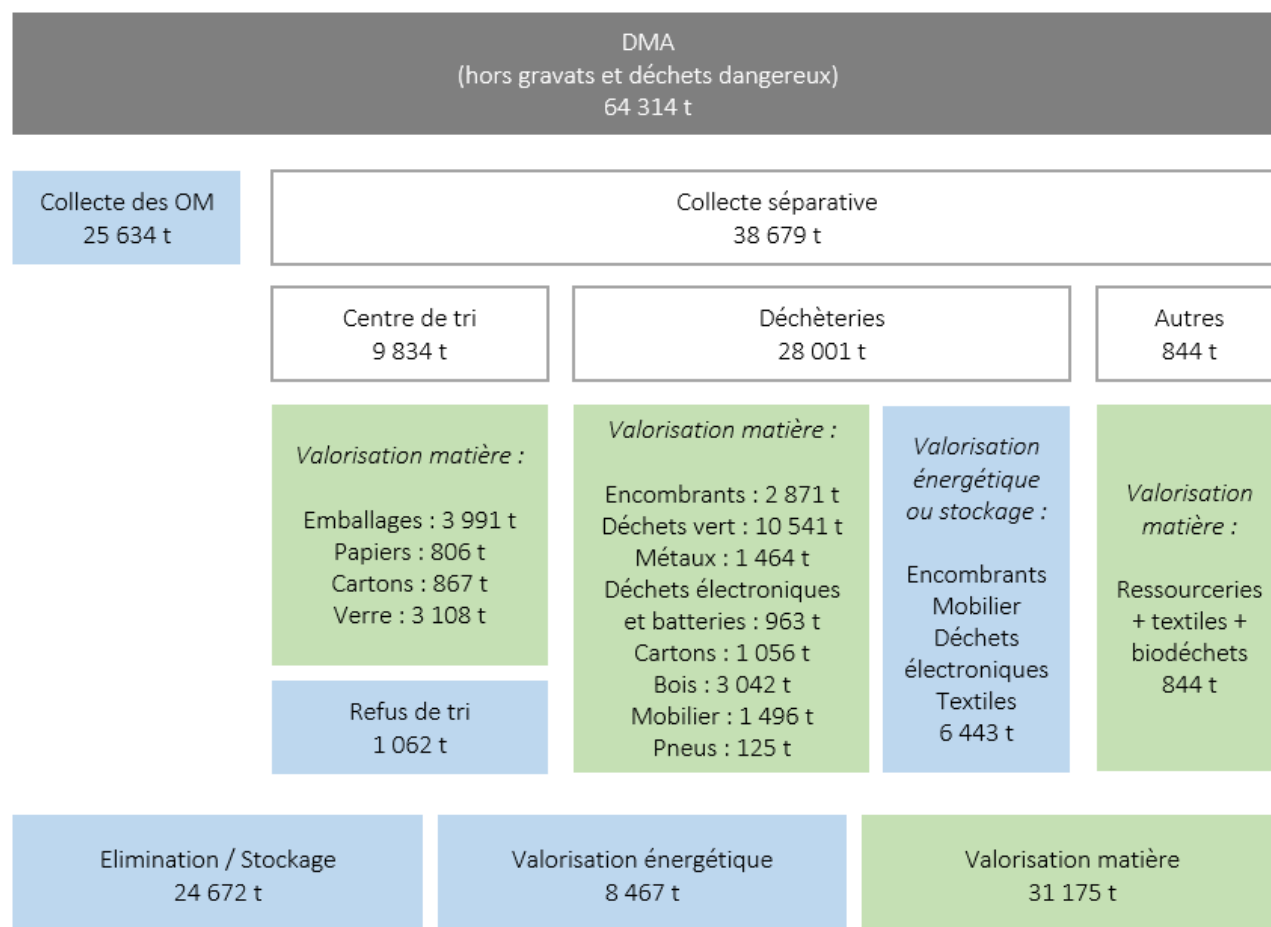 DMA
(hors gravats et déchets dangereux)
64 314 t
Collecte des OM
25 634 t
Collecte séparative
38 679 t
Centre de tri
9 834 t
Déchèteries
28 001 t
Autres
844 t
Valorisation matière :
Emballages : 3 991 t
Papiers : 806 t
Cartons : 867 t
Verre : 3 108 t
Refus de tri
1 062 t
Valorisation matière :
Encombrants : 2 871 t
Déchets vert : 10 541 t
Métaux : 1 464 t
Déchets électroniques
et batteries : 963 t
Cartons : 1 056 t
Bois : 3 042 t
Mobilier : 1 496 t
Pneus : 125 t
Valorisation
énergétique
ou stockage :
Encombrants
Mobilier
Déchets
électroniques
Textiles
6 443 t
Valorisation
matière :
Ressourceries
+ textiles +
biodéchets
844 t
Elimination / Stockage
24 672 t
Valorisation énergétique
8 467 t
Valorisation matière
31 175 t